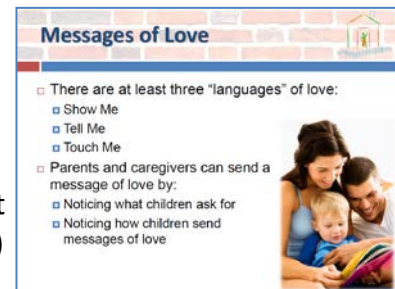 Messages of Love
There are at least three "languages" of love:
Show Me
Tell Me
Touch Me
Parents and caregivers can send a
message of love by:
Noticing what children ask for
Noticing how children send
messages of love
t
)